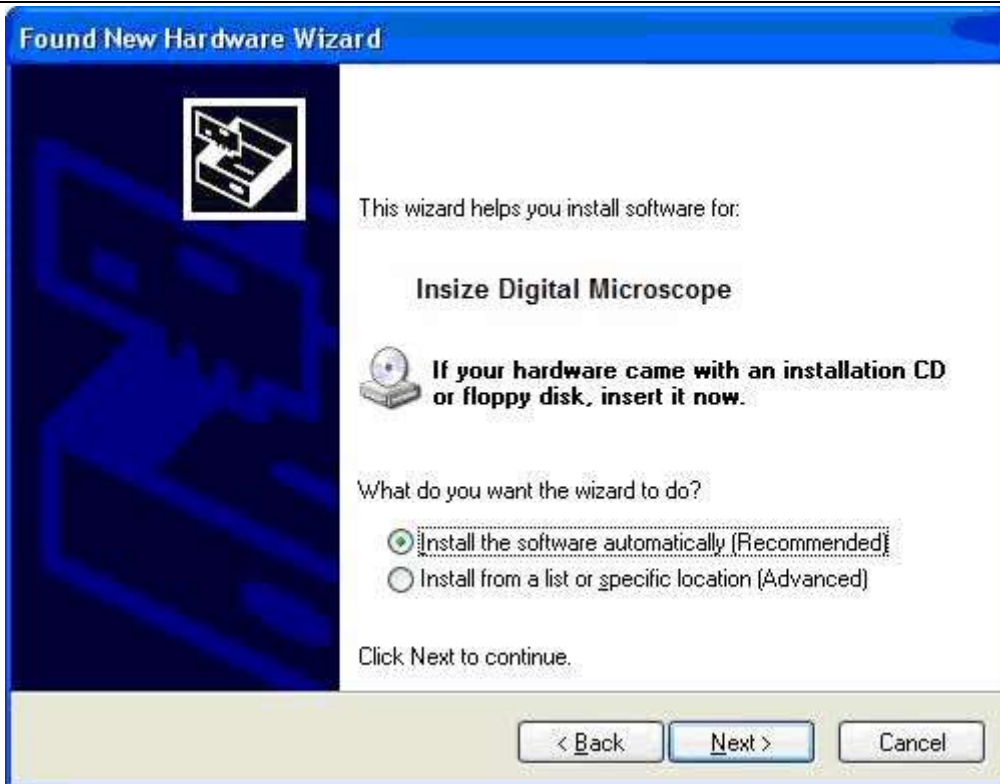 Found New Hardware Wizard
This wizard helps you install software for:
Insize Digital Microscope
If your hardware came with an installation CD
or floppy disk, insert it now.
What do you want the wizard to do?
Install the software automatically (Recommended)
Install from a list or specific location (Advanced)
Click Next to continue.
< Back
Next >
Cancel